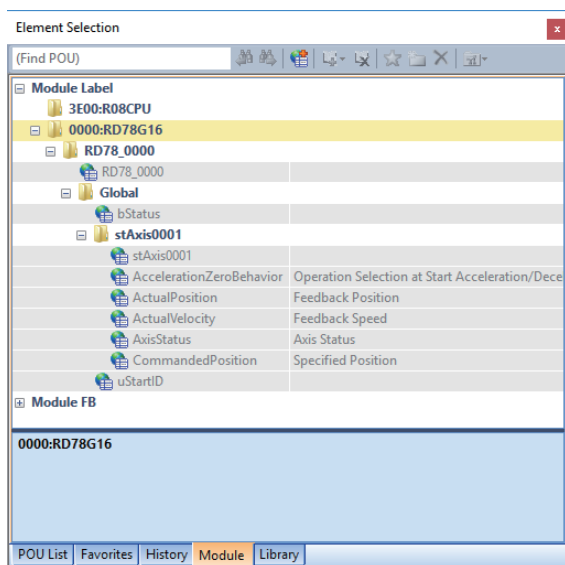 Element Selection
(Find POU)
Module Label
3E00:R08CPU
0000:RD78G16
RD78_0000
RD78_0000
Global
bStatus
stAxis0001
stAxis0001
AccelerationZeroBehavior Operation Selection at Start Acceleration/Dece
ActualPosition Feedback Position
ActualVelocity Feedback Speed
AxisStatus Axis Status
CommandedPosition Specified Position
uStartID
Module FB
0000:RD78G16
POU List Favorites History Module Library